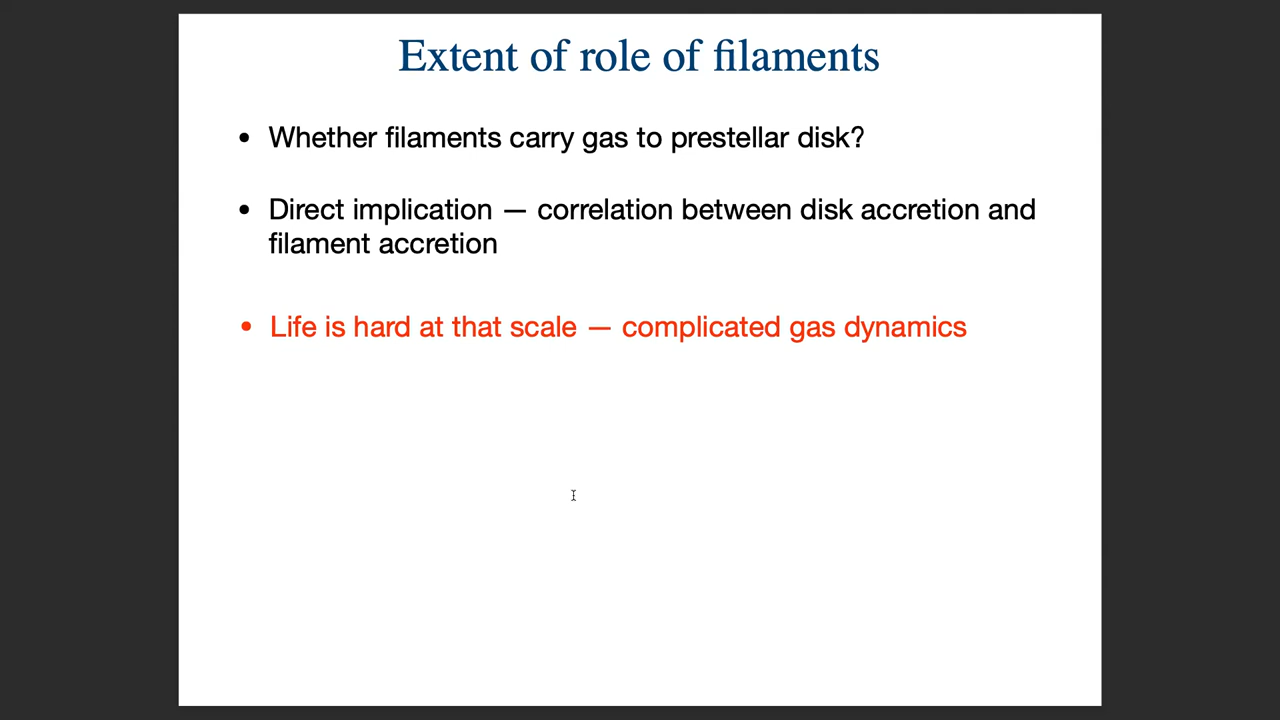 Extent of role of filaments
• Whether filaments carry gas to prestellar disk?
• Direct implication — correlation between disk accretion and
filament accretion
• Life is hard at that scale — complicated gas dynamics